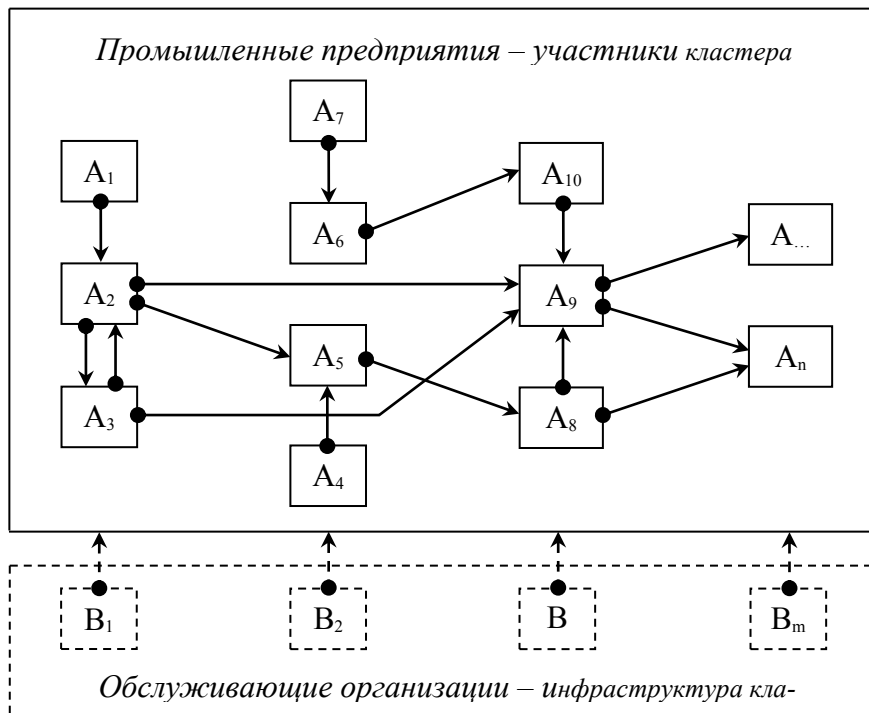 Промышленные предприятия – участники кластера
A₇
A₁
A₁₀
A₆
A...
A₂
A₉
A₅
Aₙ
A₃
A₈
A₄
B₁
B₂
B
Bₘ
Обслуживающие организации – инфраструктура кла-